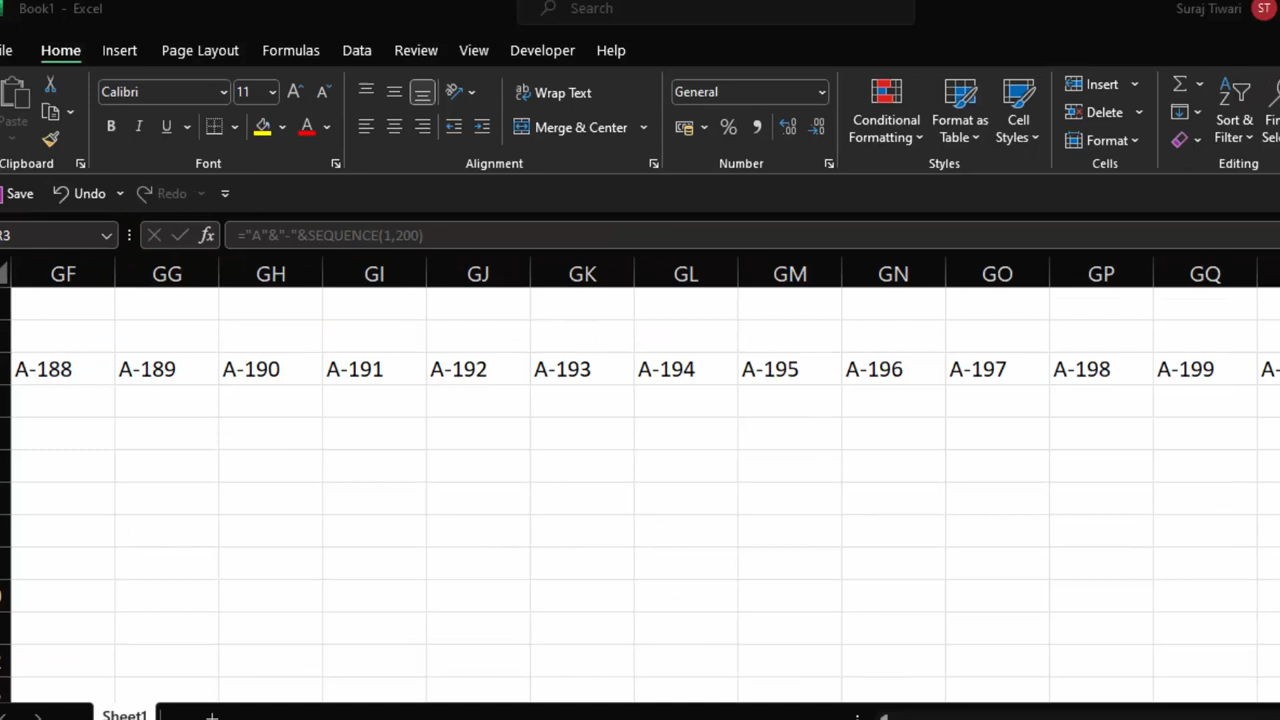 Book1 - Excel
Search
Suraj Tiwari
ST
ile
Home
Insert
Page Layout
Formulas
Data
Review
View
Developer
Help
Calibri
11
Wrap Text
General
Insert
Paste
B I U
Merge & Center
Conditional Formatting
Format as Table
Cell Styles
Delete
Format
Sort & Filter
Clipboard
Font
Alignment
Number
Styles
Cells
Editing
Save
Undo
Redo
R3
fx
="A"&"-"&SEQUENCE(1,200)
GF GG GH GI GJ GK GL GM GN GO GP GQ
A-188 A-189 A-190 A-191 A-192 A-193 A-194 A-195 A-196 A-197 A-198 A-199 A-
Sheet1